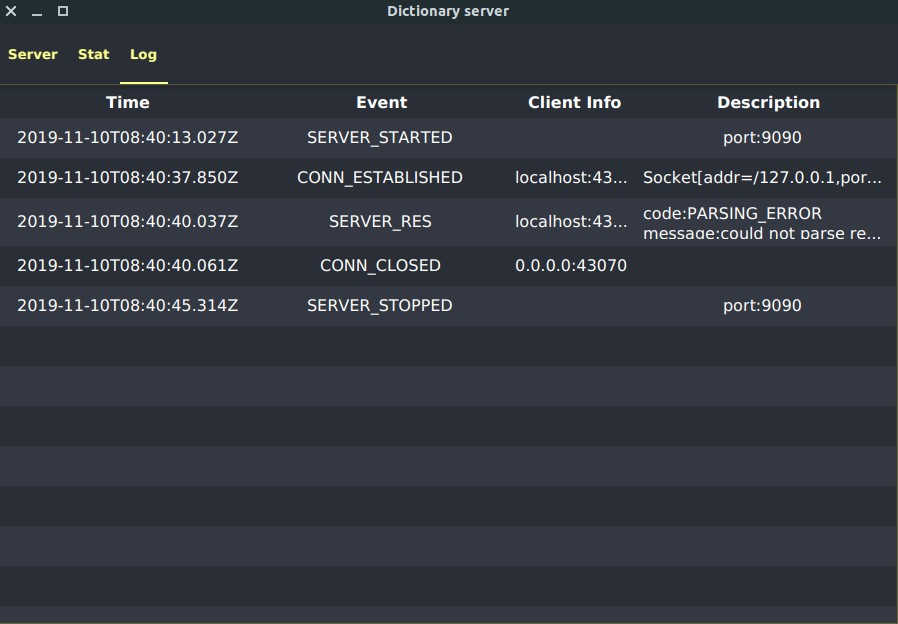 Dictionary server
Server Stat Log
Time Event Client Info Description
2019-11-10T08:40:13.027Z SERVER_STARTED port:9090
2019-11-10T08:40:37.850Z CONN_ESTABLISHED localhost:43... Socket[addr=/127.0.0.1,por...
2019-11-10T08:40:40.037Z SERVER_RES localhost:43... code:PARSING_ERROR
message:could not parse re...
2019-11-10T08:40:40.061Z CONN_CLOSED 0.0.0.0:43070
2019-11-10T08:40:45.314Z SERVER_STOPPED port:9090